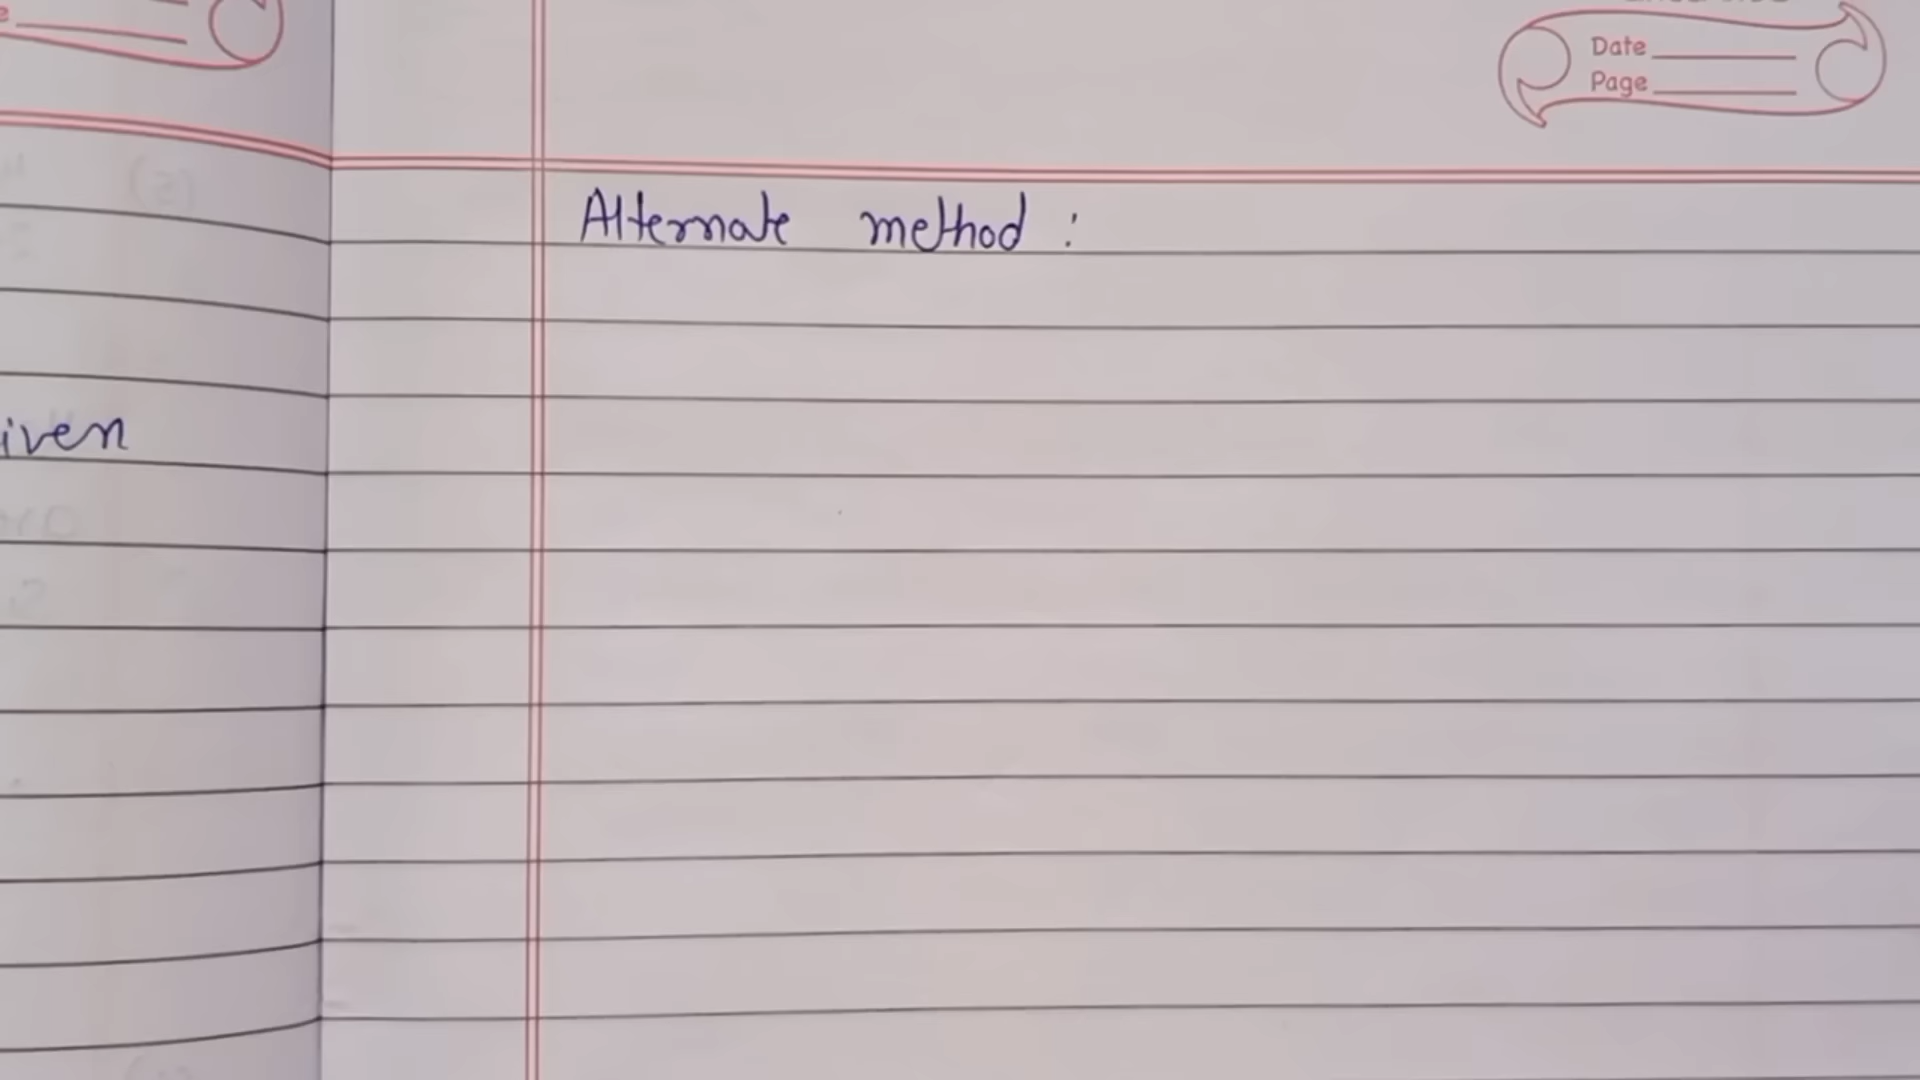 Date
Page
Alternate method :
iven